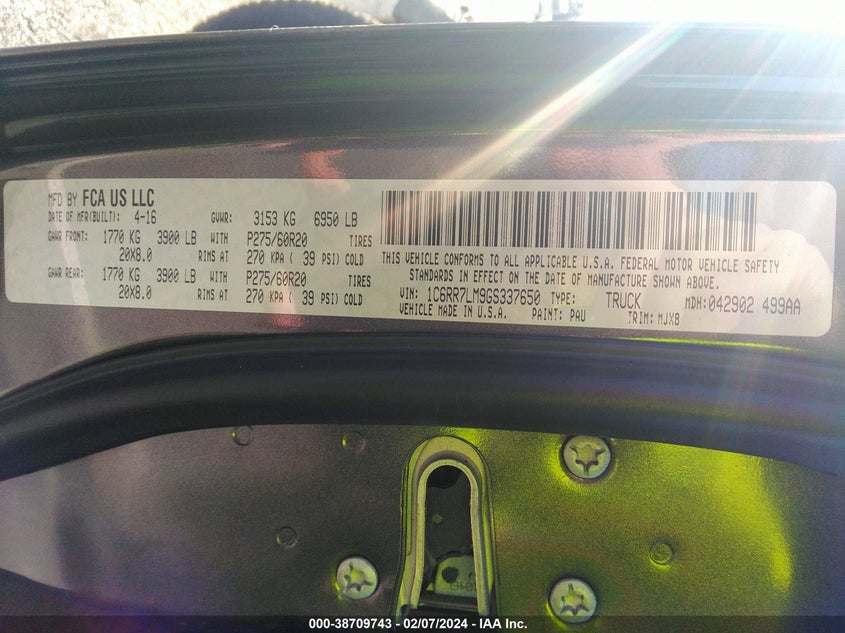 MFD BY FCA US LLC
DATE OF MFR(BUILT): 4-16 GVWR: 3153 KG 6950 LB
GAWR FRONT: 1770 KG 3900 LB WITH P275/60R20 TIRES
20X8.0 RIMS AT 270 KPA ( 39 PSI) COLD
GAWR REAR: 1770 KG 3900 LB WITH P275/60R20 TIRES
20X8.0 RIMS AT 270 KPA ( 39 PSI) COLD
THIS VEHICLE CONFORMS TO ALL APPLICABLE U.S.A. FEDERAL MOTOR VEHICLE SAFETY
STANDARDS IN EFFECT ON THE DATE OF MANUFACTURE SHOWN ABOVE.
VIN: 1C6RR7LM9GS337650 TYPE: TRUCK MDH: 042902 499AA
VEHICLE MADE IN U.S.A. PAINT: PAU TRIM: MJX8
000-38709743 - 02/07/2024 - IAA Inc.